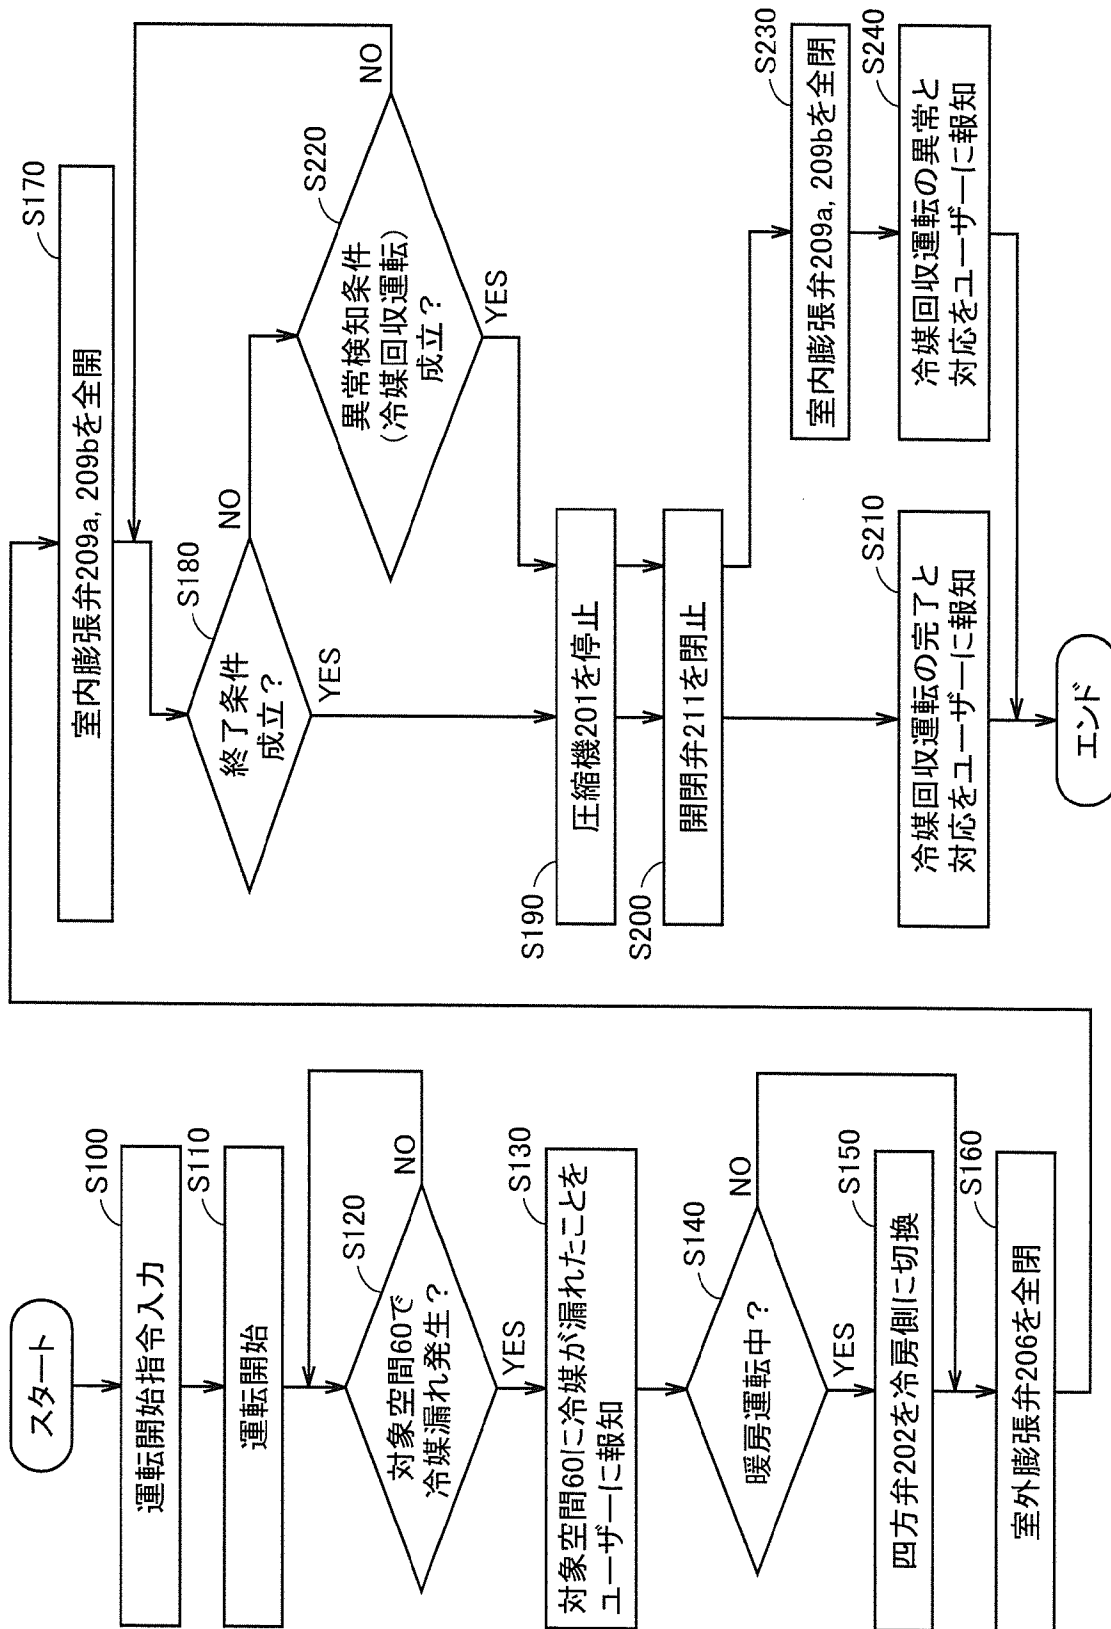 スタート
S100
運転開始指令入力
S110
運転開始
S120
対象空間60で
冷媒漏れ発生？
NO
YES
S130
対象空間60に冷媒が漏れたことを
ユーザーに報知
S140
暖房運転中？
NO
YES
S150
四方弁202を冷房側に切換
S160
室外膨張弁206を全閉
S170
室内膨張弁209a, 209bを全開
S180
終了条件
成立？
NO
YES
S220
異常検知条件
(冷媒回収運転)
成立？
NO
YES
S190
圧縮機201を停止
S200
開閉弁211を閉止
S210
冷媒回収運転の完了と
対応をユーザーに報知
S230
室内膨張弁209a, 209bを全閉
S240
冷媒回収運転の異常と
対応をユーザーに報知
エンド